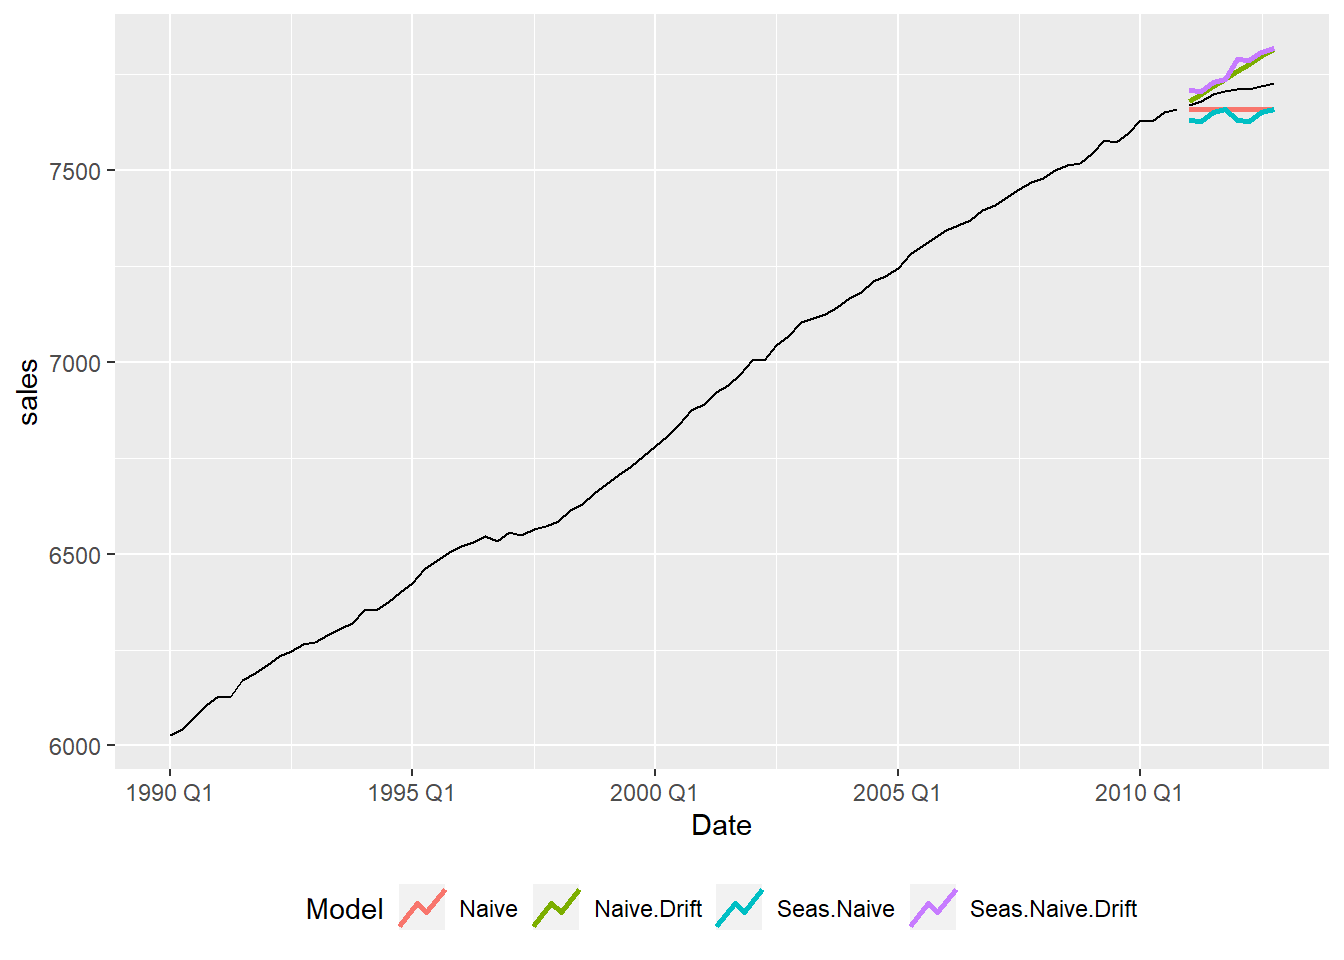 7500
7000
6500
6000
sales
1990 Q1 1995 Q1 2000 Q1 2005 Q1 2010 Q1
Date
Model Naive Naive.Drift Seas.Naive Seas.Naive.Drift